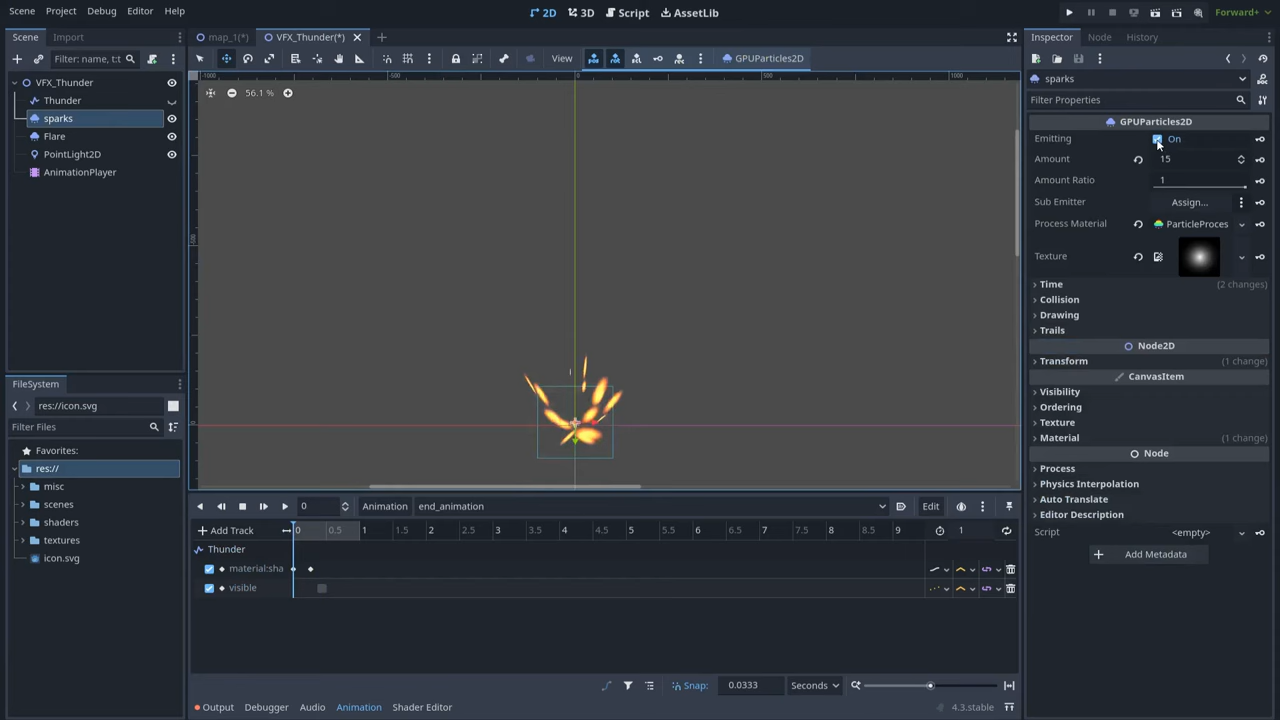 Scene Project Debug Editor Help
2D 3D Script AssetLib
Forward+
Scene Import
map_1(*) VFX_Thunder(*)
Inspector Node History
Filter: name, t:t
View
GPUParticles2D
sparks
VFX_Thunder
Thunder
sparks
Flare
PointLight2D
AnimationPlayer
56.1 %
-1000 -500 0 500 1000
Filter Properties
GPUParticles2D
Emitting On
Amount 15
Amount Ratio 1
Sub Emitter Assign...
Process Material ParticleProces
Texture
Time (2 changes)
Collision
Drawing
Trails
Node2D
Transform (1 change)
CanvasItem
Visibility
Ordering
Texture
Material (1 change)
Node
Process
Physics Interpolation
Auto Translate
Editor Description
Script <empty>
Add Metadata
FileSystem
res://icon.svg
Filter Files
Favorites:
res://
misc
scenes
shaders
textures
icon.svg
0 Animation end_animation Edit
Add Track 0 0.5 1 1.5 2 2.5 3 3.5 4 4.5 5 5.5 6 6.5 7 7.5 8 8.5 9 1
Thunder
material:sha
visible
Snap: 0.0333 Seconds
Output Debugger Audio Animation Shader Editor 4.3.stable